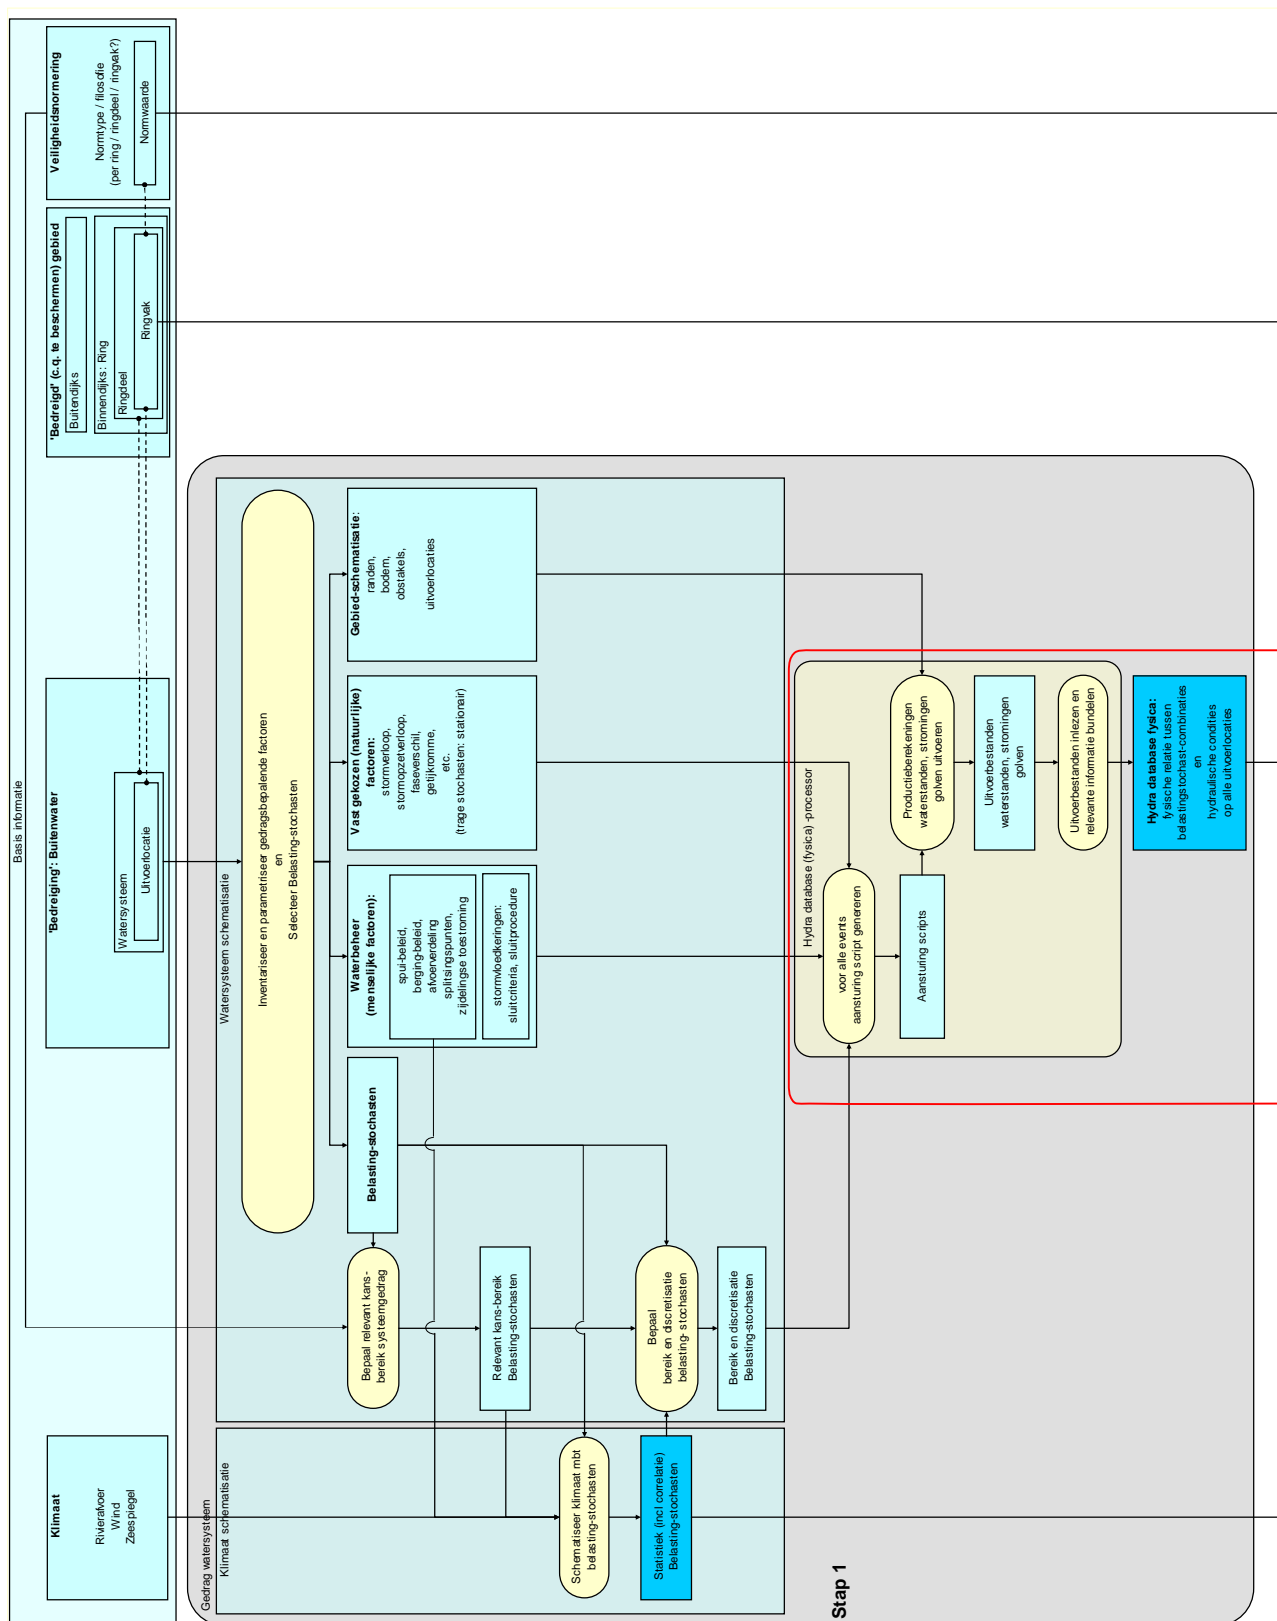 Basis informatie
Klimaat
Rivierafvoer
Wind
Zeespiegel
'Bedreiging': Buitenwater
Watersysteem
Uitvoerlocatie
'Bedreigd' (c.q. te beschermen) gebied
Buitendijks
Binnendijks: Ring
Ringdeel
Ringvak
Veiligheidsnormering
Normtype / filosofie
(per ring / ringdeel / ringvak?)
Normwaarde
Gedrag watersysteem
Klimaat schematisatie
Schematiseer klimaat mbt
belasting-stochasten
Statistiek (incl correlatie)
Belasting-stochasten
Watersysteem schematisatie
Inventariseer en parametriseer gedragsbepalende factoren
en
Selecteer Belasting-stochasten
Bepaal relevant kans-
bereik systeemgedrag
Belasting-stochasten
Waterbeheer
(menselijke factoren):
spui-beleid,
berging-beleid,
afvoerverdeling
splitsingspunten,
zijdelingse toestroming
stormvloedkeringen:
sluitcriteria, sluitprocedure
Vast gekozen (natuurlijke)
factoren:
stormverloop,
stormopzetverloop,
faseverschil,
getijkromme,
etc.
(trage stochasten: stationair)
Gebied-schematisatie:
randen,
bodem,
obstakels,
uitvoerlocaties
Relevant kans-bereik
Belasting-stochasten
Bepaal
bereik en discretisatie
belasting- stochasten
Bereik en discretisatie
Belasting-stochasten
Hydra database (fysica) -processor
voor alle events
aansturing script genereren
Aansturing scripts
Productieberekeningen
waterstanden, stromingen
golven uitvoeren
Uitvoerbestanden
waterstanden, stromingen
golven
Uitvoerbestanden inlezen en
relevante informatie bundelen
Hydra database fysica:
fysische relatie tussen
belastingstochast-combinaties
en
hydraulische condities
op alle uitvoerlocaties
Stap 1